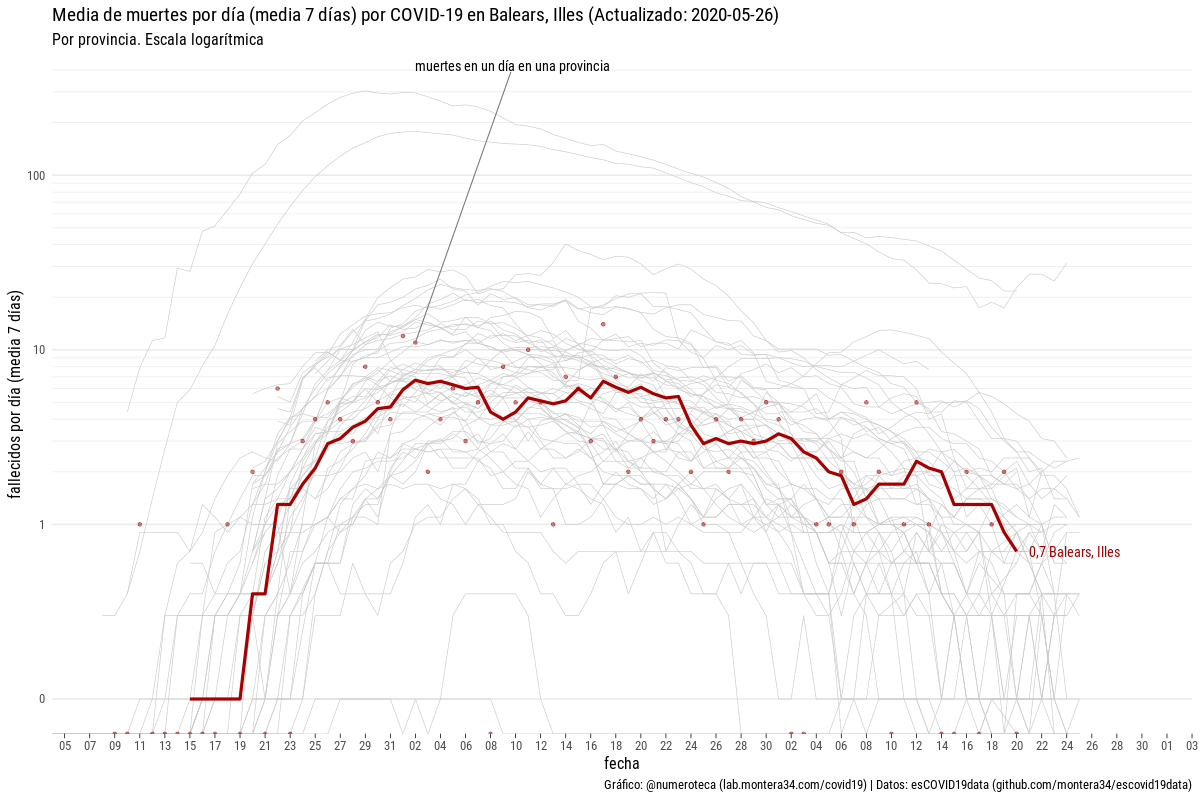 Media de muertes por día (media 7 días) por COVID-19 en Balears, Illes (Actualizado: 2020-05-26)
Por provincia. Escala logarítmica
muertes en un día en una provincia
fallecidos por día (media 7 días)
100
10
1
0
0,7 Balears, Illes
05 07 09 11 13 15 17 19 21 23 25 27 29 31 02 04 06 08 10 12 14 16 18 20 22 24 26 28 30 02 04 06 08 10 12 14 16 18 20 22 24 26 28 30 01 03
fecha
Gráfico: @numeroteca (lab.montera34.com/covid19) | Datos: esCOVID19data (github.com/montera34/escovid19data)